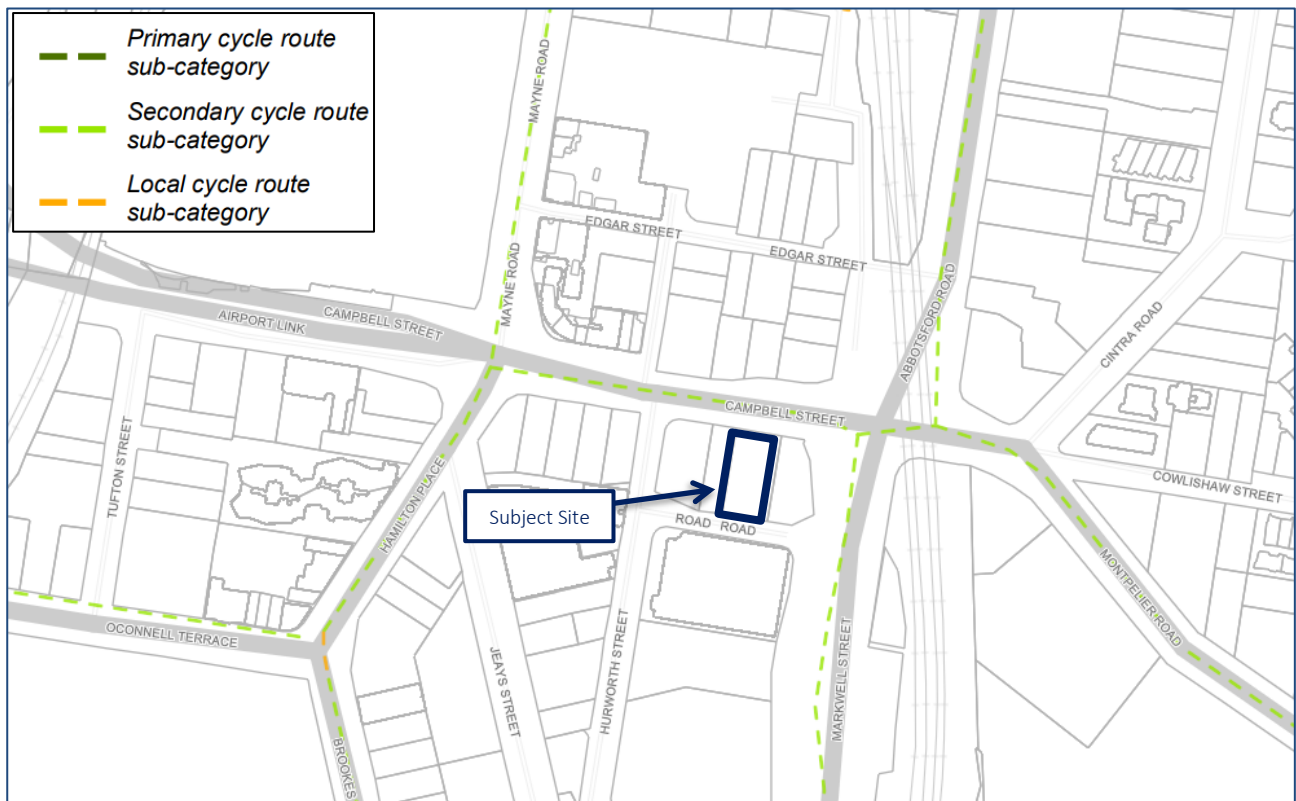 Primary cycle route
sub-category
Secondary cycle route
sub-category
Local cycle route
sub-category
MAYNE ROAD
EDGAR STREET
EDGAR STREET
MAYNE ROAD
ABBOTSFORD ROAD
CINTRA ROAD
CAMPBELL STREET
AIRPORT LINK
CAMPBELL STREET
TUFTON STREET
HAMILTON PLACE
COWLISHAW STREET
Subject Site
ROAD ROAD
MONTPELIER ROAD
OCONNELL TERRACE
JEAYS STREET
HURWORTH STREET
MARKWELL STREET
BROOKES